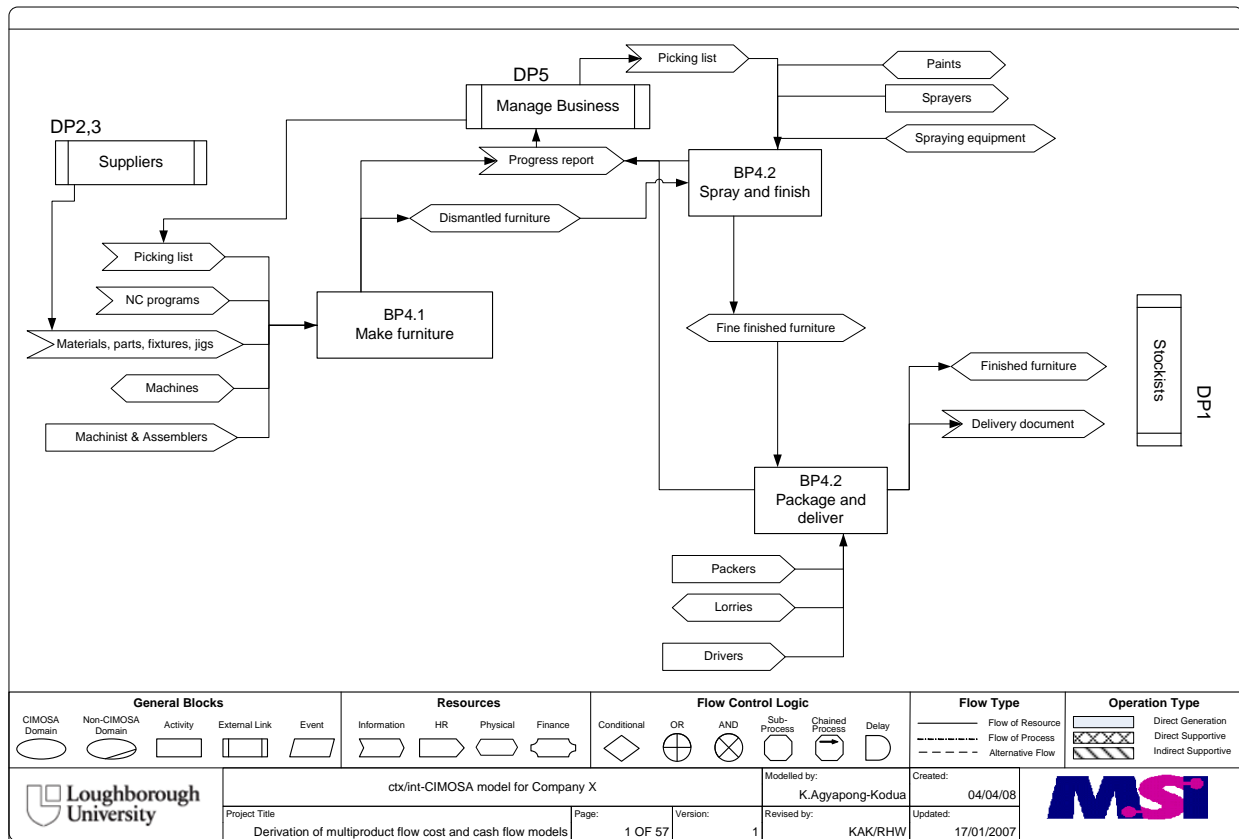 Picking list
Paints
DP5
Manage Business
Sprayers
DP2,3
Suppliers
Spraying equipment
Progress report
BP4.2
Spray and finish
Dismantled furniture
Picking list
NC programs
BP4.1
Make furniture
Materials, parts, fixtures, jigs
Fine finished furniture
Machines
Finished furniture
Stockists
DP1
Machinist & Assemblers
Delivery document
BP4.2
Package and
deliver
Packers
Lorries
Drivers
General Blocks
CIMOSA
Domain
Non-CIMOSA
Domain
Activity
External Link
Event
Resources
Information
HR
Physical
Finance
Flow Control Logic
Conditional
OR
AND
Sub-
Process
Chained
Process
Delay
Flow Type
Flow of Resource
Flow of Process
Alternative Flow
Operation Type
Direct Generation
Direct Supportive
Indirect Supportive
Loughborough
University
ctx/int-CIMOSA model for Company X
Modelled by:
K.Agyapong-Kodua
Created:
04/04/08
Project Title
Derivation of multiproduct flow cost and cash flow models
Page:
1 OF 57
Version:
1
Revised by:
KAK/RHW
Updated:
17/01/2007
MSI